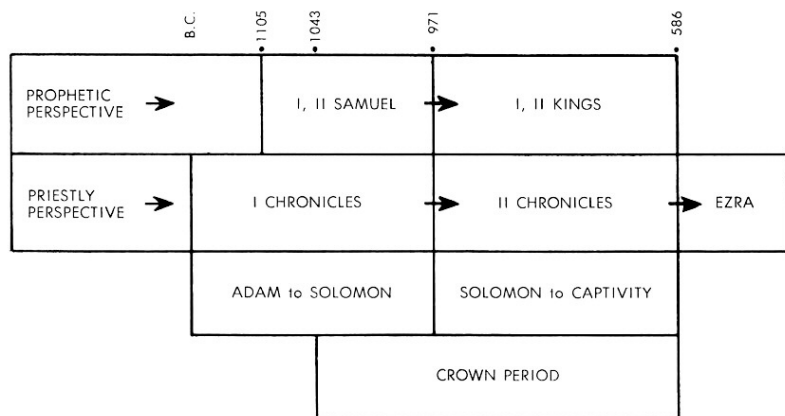 B.C.
1105
1043
971
586
PROPHETIC
PERSPECTIVE
I, II SAMUEL
I, II KINGS
PRIESTLY
PERSPECTIVE
I CHRONICLES
II CHRONICLES
EZRA
ADAM to SOLOMON
SOLOMON to CAPTIVITY
CROWN PERIOD